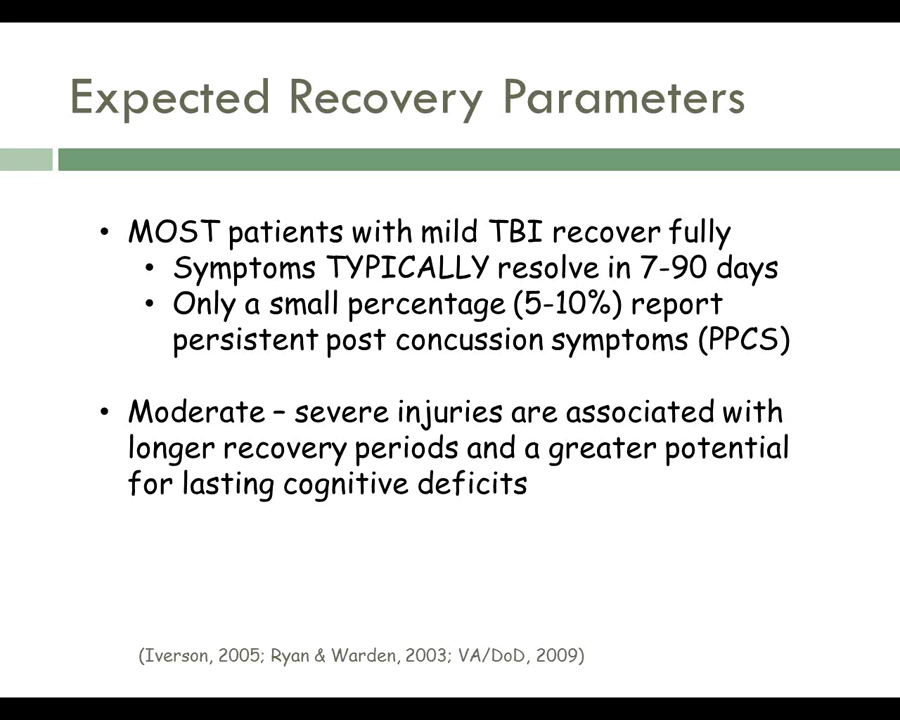 Expected Recovery Parameters
• MOST patients with mild TBI recover fully
• Symptoms TYPICALLY resolve in 7-90 days
• Only a small percentage (5-10%) report
persistent post concussion symptoms (PPCS)
• Moderate – severe injuries are associated with
longer recovery periods and a greater potential
for lasting cognitive deficits
(Iverson, 2005; Ryan & Warden, 2003; VA/DoD, 2009)